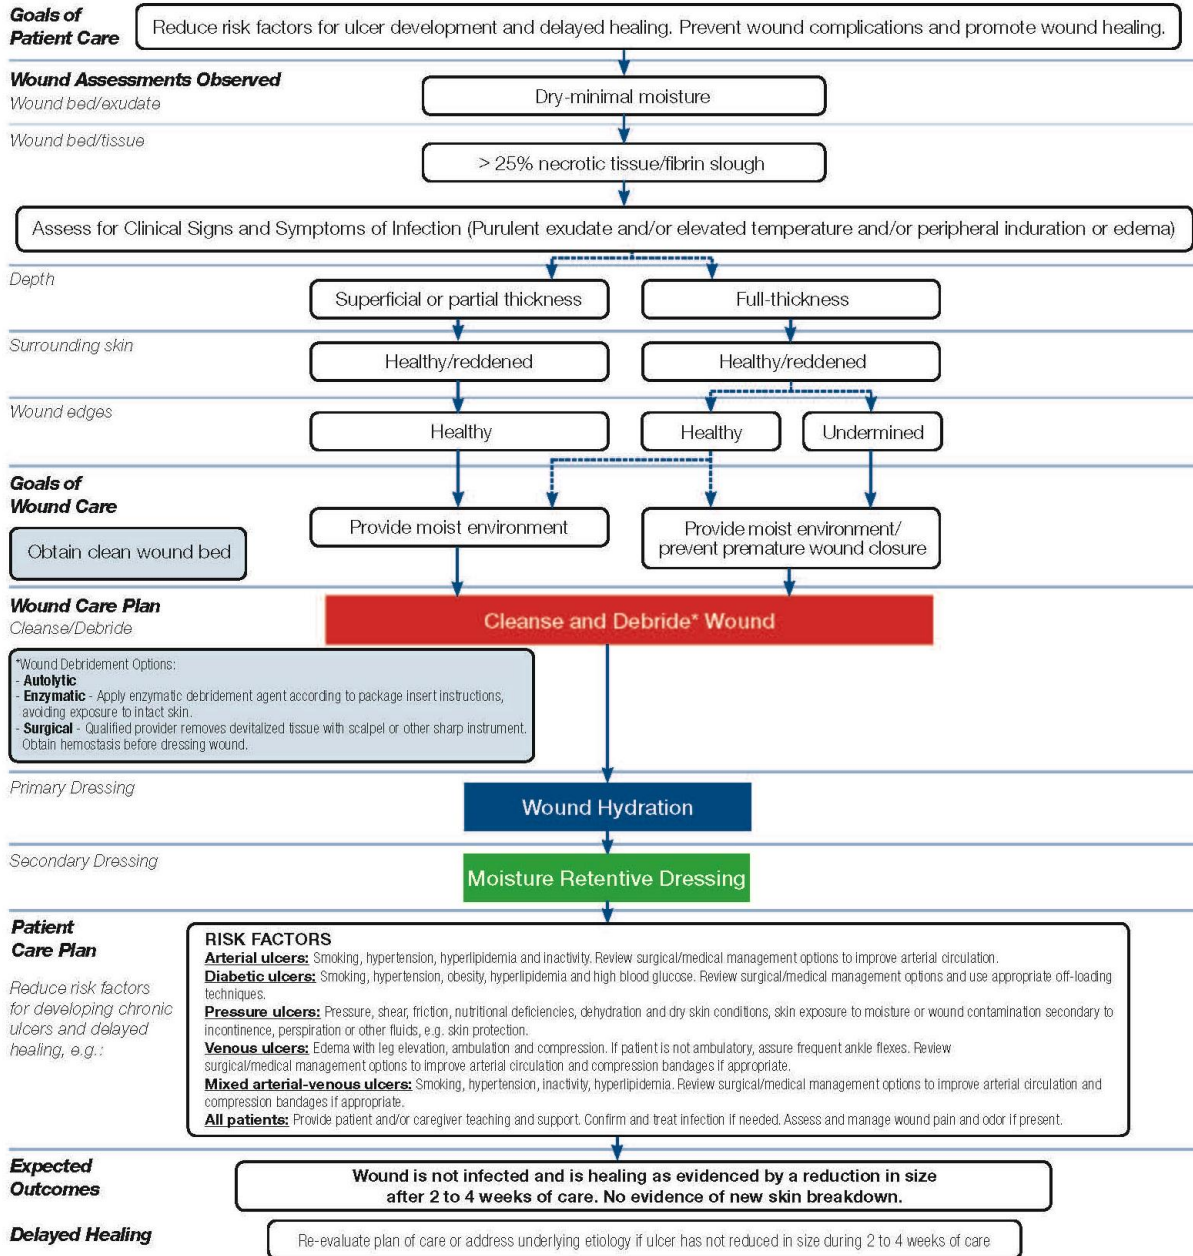 Goals of
Patient Care
Reduce risk factors for ulcer development and delayed healing. Prevent wound complications and promote wound healing.
Wound Assessments Observed
Wound bed/exudate
Dry-minimal moisture
Wound bed/tissue
> 25% necrotic tissue/fibrin slough
Assess for Clinical Signs and Symptoms of Infection (Purulent exudate and/or elevated temperature and/or peripheral induration or edema)
Depth
Superficial or partial thickness
Full-thickness
Surrounding skin
Healthy/reddened
Healthy/reddened
Wound edges
Healthy
Healthy
Undermined
Goals of
Wound Care
Obtain clean wound bed
Provide moist environment
Provide moist environment/
prevent premature wound closure
Wound Care Plan
Cleanse/Debride
Cleanse and Debride* Wound
*Wound Debridement Options:
- Autolytic
- Enzymatic - Apply enzymatic debridement agent according to package insert instructions,
avoiding exposure to intact skin.
- Surgical - Qualified provider removes devitalized tissue with scalpel or other sharp instrument.
Obtain hemostasis before dressing wound.
Primary Dressing
Wound Hydration
Secondary Dressing
Moisture Retentive Dressing
Patient
Care Plan
Reduce risk factors
for developing chronic
ulcers and delayed
healing, e.g.:
RISK FACTORS
Arterial ulcers: Smoking, hypertension, hyperlipidemia and inactivity. Review surgical/medical management options to improve arterial circulation.
Diabetic ulcers: Smoking, hypertension, obesity, hyperlipidemia and high blood glucose. Review surgical/medical management options and use appropriate off-loading
techniques.
Pressure ulcers: Pressure, shear, friction, nutritional deficiencies, dehydration and dry skin conditions, skin exposure to moisture or wound contamination secondary to
incontinence, perspiration or other fluids, e.g. skin protection.
Venous ulcers: Edema with leg elevation, ambulation and compression. If patient is not ambulatory, assure frequent ankle flexes. Review
surgical/medical management options to improve arterial circulation and compression bandages if appropriate.
Mixed arterial-venous ulcers: Smoking, hypertension, inactivity, hyperlipidemia. Review surgical/medical management options to improve arterial circulation and
compression bandages if appropriate.
All patients: Provide patient and/or caregiver teaching and support. Confirm and treat infection if needed. Assess and manage wound pain and odor if present.
Expected
Outcomes
Wound is not infected and is healing as evidenced by a reduction in size
after 2 to 4 weeks of care. No evidence of new skin breakdown.
Delayed Healing
Re-evaluate plan of care or address underlying etiology if ulcer has not reduced in size during 2 to 4 weeks of care